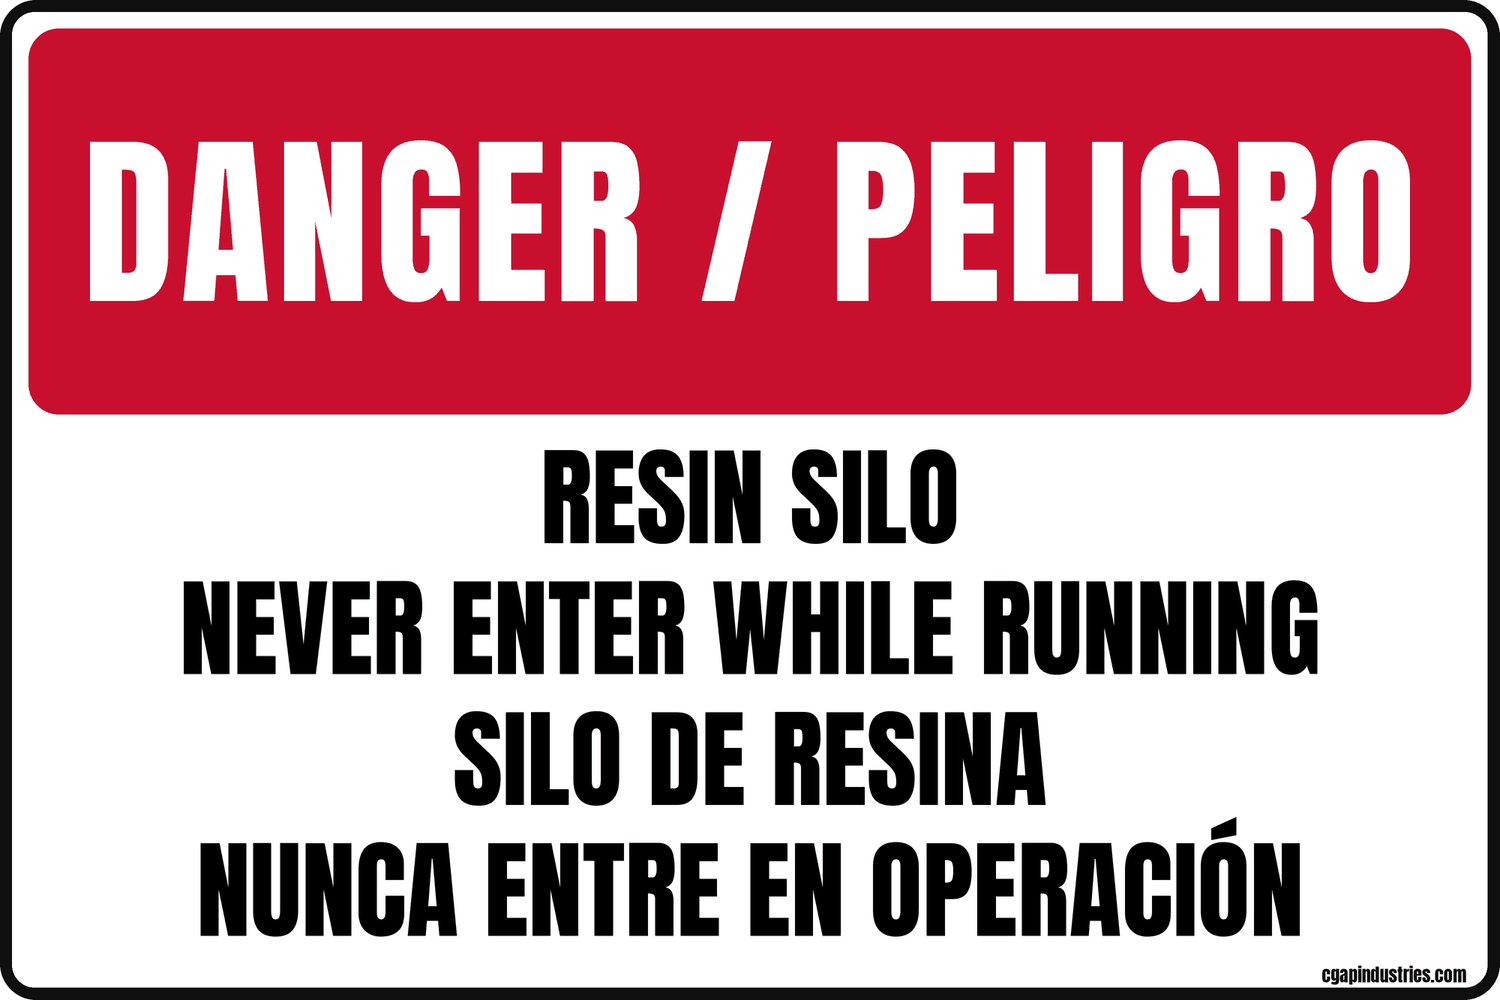 DANGER / PELIGRO
RESIN SILO
NEVER ENTER WHILE RUNNING
SILO DE RESINA
NUNCA ENTRE EN OPERACIÓN
cgapindustries.com